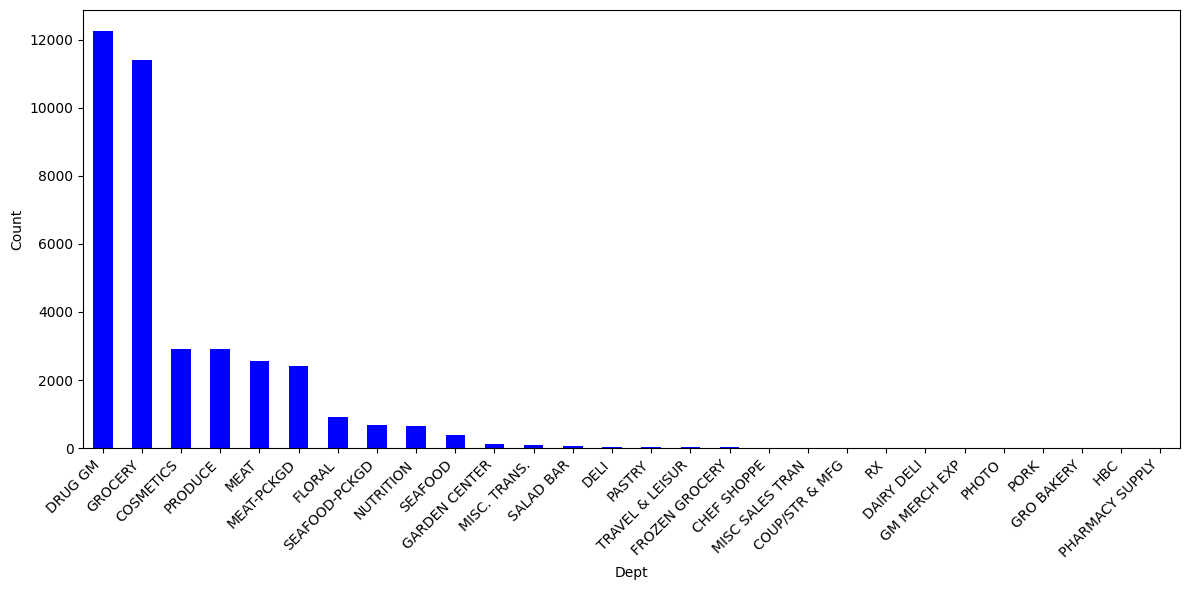 12000
10000
8000
6000
4000
2000
0
Count
DRUG GM
GROCERY
COSMETICS
PRODUCE
MEAT
MEAT-PCKGD
FLORAL
SEAFOOD-PCKGD
NUTRITION
SEAFOOD
GARDEN CENTER
MISC. TRANS.
SALAD BAR
DELI
PASTRY
TRAVEL & LEISUR
FROZEN GROCERY
CHEF SHOPPE
MISC SALES TRAN
COUP/STR & MFG
RX
DAIRY DELI
GM MERCH EXP
PHOTO
PORK
GRO BAKERY
HBC
PHARMACY SUPPLY
Dept